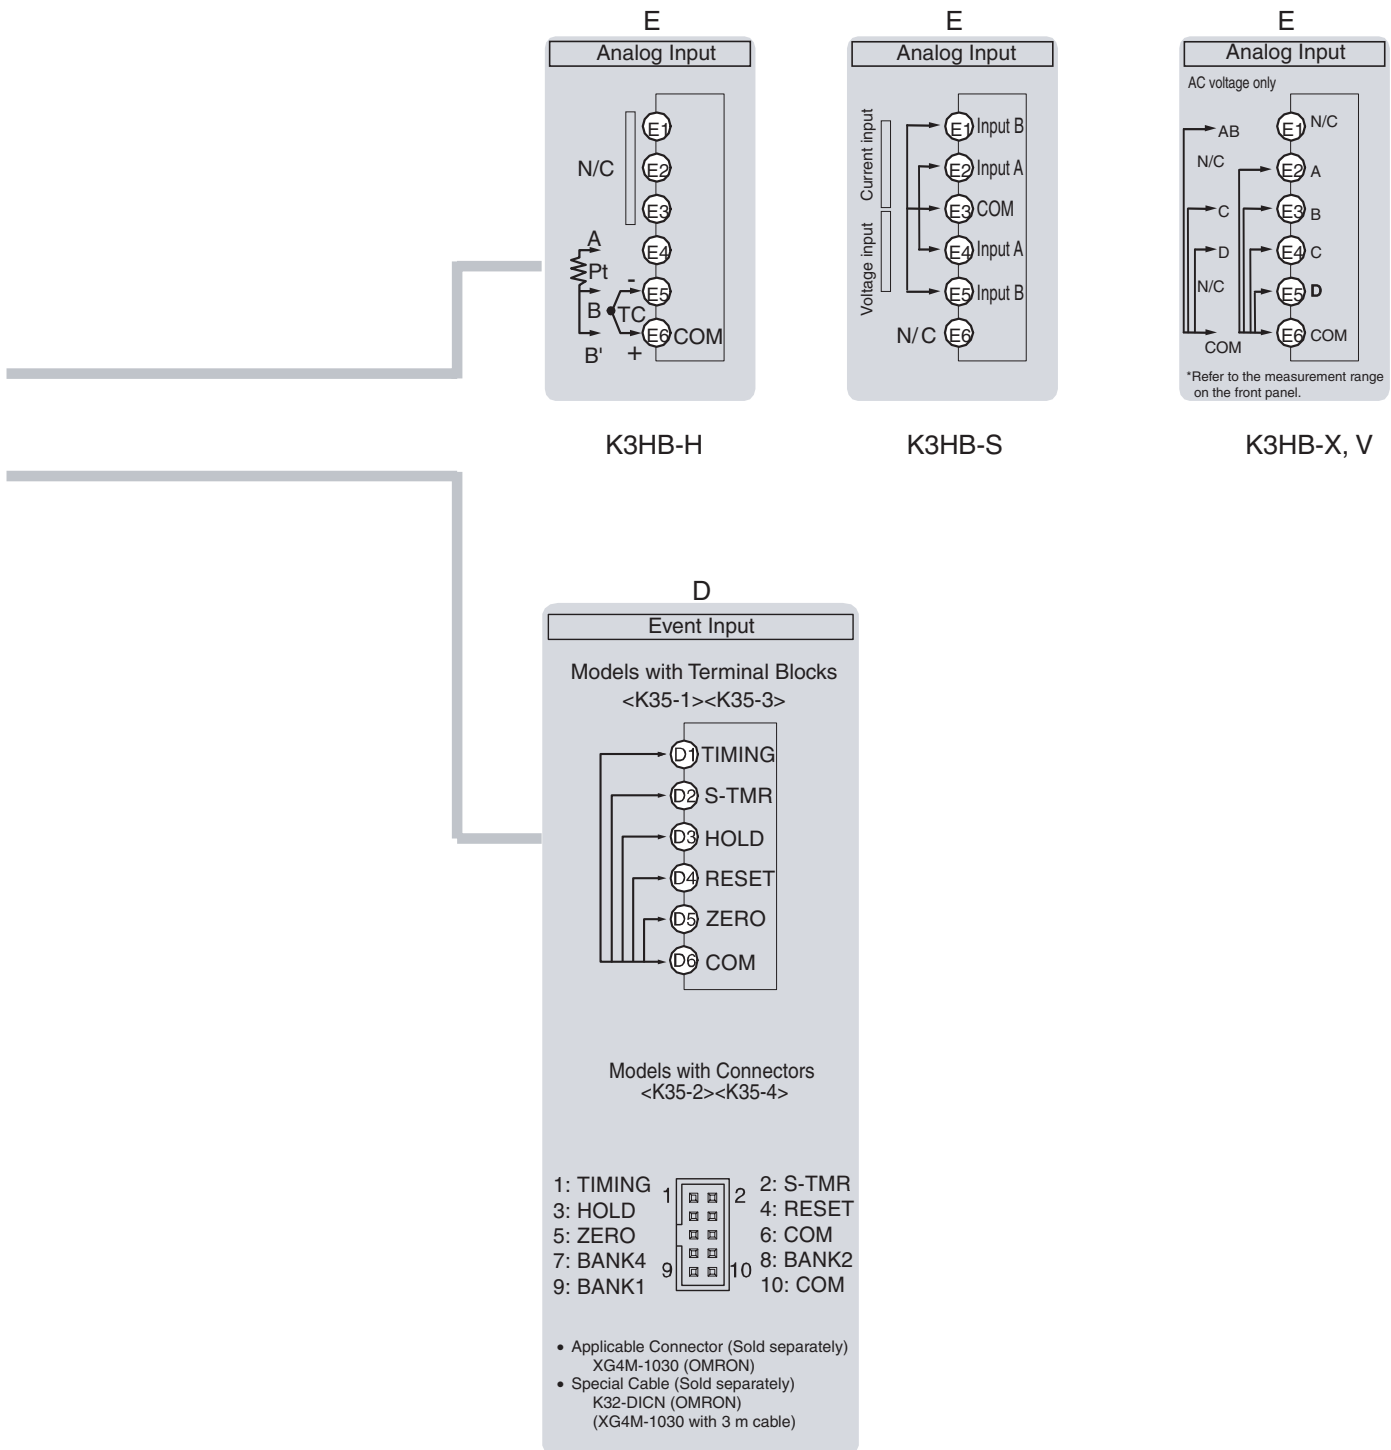 E
Analog Input
E1
N/C
E2
E3
A
E4
Pt
-
E5
B
TC
E6 COM
B'
+
K3HB-H
E
Analog Input
Current input
Voltage input
E1 Input B
E2 Input A
E3 COM
E4 Input A
E5 Input B
N/C E6
K3HB-S
E
Analog Input
AC voltage only
AB
E1 N/C
N/C
E2 A
C
E3 B
D
E4 C
N/C
E5 D
COM
E6 COM
*Refer to the measurement range
on the front panel.
K3HB-X, V
D
Event Input
Models with Terminal Blocks
<K35-1><K35-3>
D1 TIMING
D2 S-TMR
D3 HOLD
D4 RESET
D5 ZERO
D6 COM
Models with Connectors
<K35-2><K35-4>
1: TIMING
3: HOLD
5: ZERO
7: BANK4
9: BANK1
1
2
9
10
2: S-TMR
4: RESET
6: COM
8: BANK2
10: COM
• Applicable Connector (Sold separately)
XG4M-1030 (OMRON)
• Special Cable (Sold separately)
K32-DICN (OMRON)
(XG4M-1030 with 3 m cable)